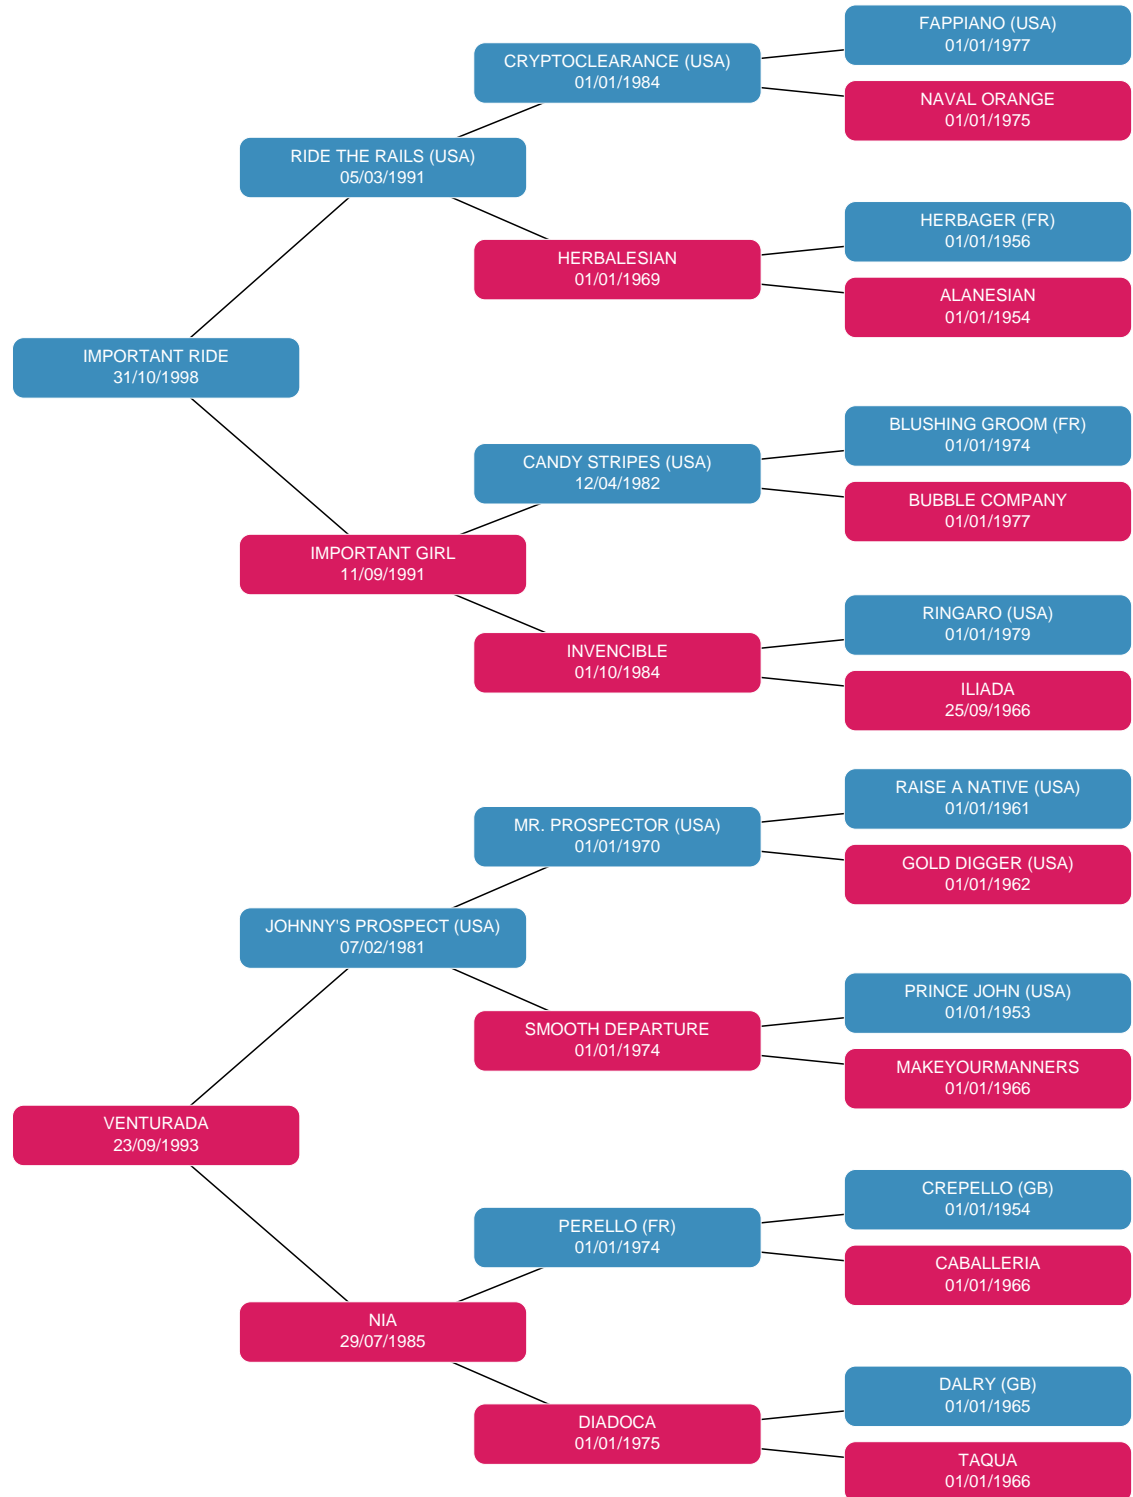 FAPPIANO (USA)
01/01/1977
CRYPTOCLEARANCE (USA)
01/01/1984
NAVAL ORANGE
01/01/1975
RIDE THE RAILS (USA)
05/03/1991
HERBAGER (FR)
01/01/1956
HERBALESIAN
01/01/1969
ALANESIAN
01/01/1954
IMPORTANT RIDE
31/10/1998
BLUSHING GROOM (FR)
01/01/1974
CANDY STRIPES (USA)
12/04/1982
BUBBLE COMPANY
01/01/1977
IMPORTANT GIRL
11/09/1991
RINGARO (USA)
01/01/1979
INVENCIBLE
01/10/1984
ILIADA
25/09/1966
RAISE A NATIVE (USA)
01/01/1961
MR. PROSPECTOR (USA)
01/01/1970
GOLD DIGGER (USA)
01/01/1962
JOHNNY'S PROSPECT (USA)
07/02/1981
PRINCE JOHN (USA)
01/01/1953
SMOOTH DEPARTURE
01/01/1974
MAKEYOURMANNERS
01/01/1966
VENTURADA
23/09/1993
CREPELLO (GB)
01/01/1954
PERELLO (FR)
01/01/1974
CABALLERIA
01/01/1966
NIA
29/07/1985
DALRY (GB)
01/01/1965
DIADOCA
01/01/1975
TAQUA
01/01/1966